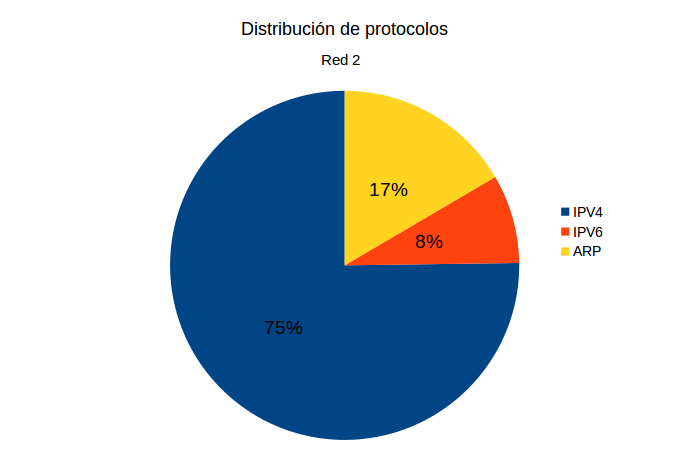 Distribución de protocolos
Red 2
17%
8%
75%
IPV4
IPV6
ARP